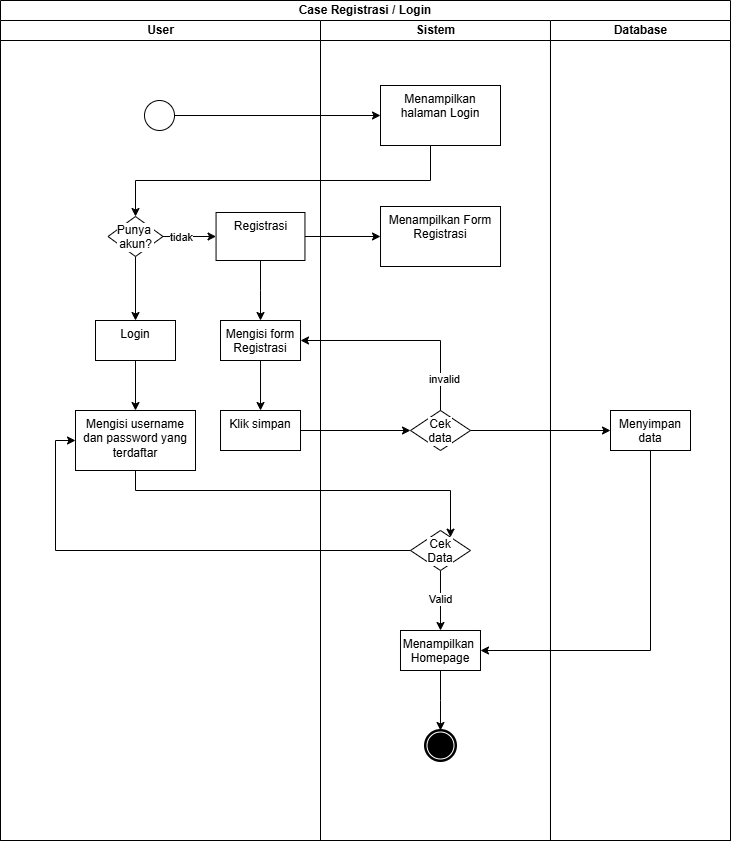 Case Registrasi / Login
User
Sistem
Database
Menampilkan
halaman Login
Punya
akun?
tidak
Registrasi
Menampilkan Form
Registrasi
Login
Mengisi form
Registrasi
invalid
Mengisi username
dan password yang
terdaftar
Klik simpan
Cek
data
Menyimpan
data
Cek
Data
Valid
Menampilkan
Homepage